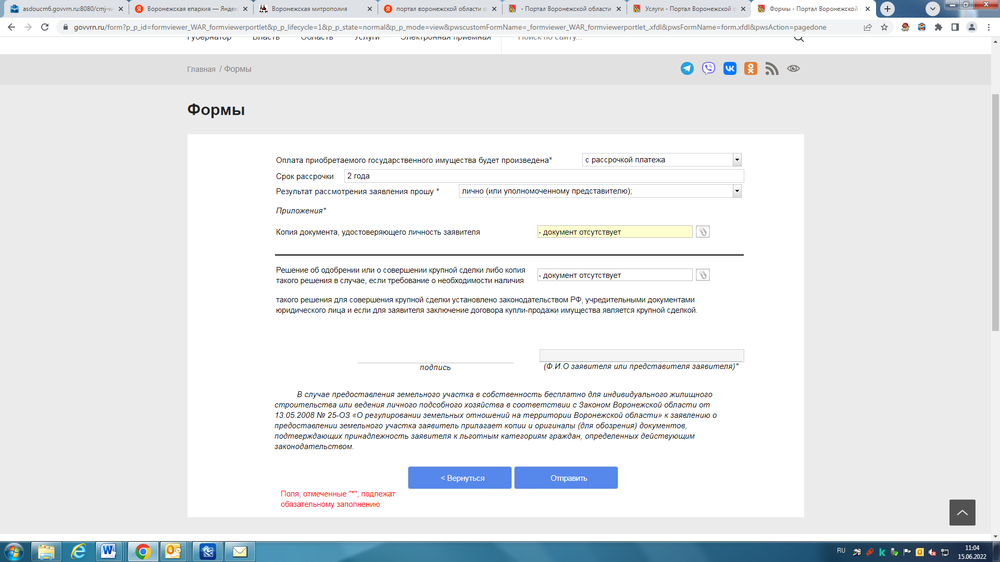 asdoucm6.govvrn.ru:8080/cmj-w
Воронежская епархия — Яндекс
Воронежская митрополия
портал воронежской области о
- Портал Воронежской области
Услуги - Портал Воронежской о
Формы - Портал Воронежской
govvrn.ru/form?p_p_id=formviewer_WAR_formviewerportlet&p_p_lifecycle=1&p_p_state=normal&p_p_mode=view&pwscustomFormName=_formviewer_WAR_formviewerportlet_.xfdl&pwsFormName=form.xfdl&pwsAction=pagedone
Губернатор Власть Область Услуги Электронная приемная Поиск по сайту...
Главная / Формы
Формы
Оплата приобретаемого государственного имущества будет произведена* с рассрочкой платежа
Срок рассрочки 2 года
Результат рассмотрения заявления прошу * лично (или уполномоченному представителю);
Приложения*
Копия документа, удостоверяющего личность заявителя - документ отсутствует
Решение об одобрении или о совершении крупной сделки либо копия
такого решения в случае, если требование о необходимости наличия
- документ отсутствует
такого решения для совершения крупной сделки установлено законодательством РФ, учредительными документами
юридического лица и если для заявителя заключение договора купли-продажи имущества является крупной сделкой.
подпись
(Ф.И.О заявителя или представителя заявителя)*
В случае предоставления земельного участка в собственность бесплатно для индивидуального жилищного
строительства или ведения личного подсобного хозяйства в соответствии с Законом Воронежской области от
13.05.2008 № 25-ОЗ «О регулировании земельных отношений на территории Воронежской области» к заявлению о
предоставлении земельного участка заявитель прилагает копии и оригиналы (для обозрения) документов,
подтверждающих принадлежность заявителя к льготным категориям граждан, определенных действующим
законодательством.
< Вернуться Отправить
Поля, отмеченные "*", подлежат
обязательному заполнению
RU
11:04
15.06.2022